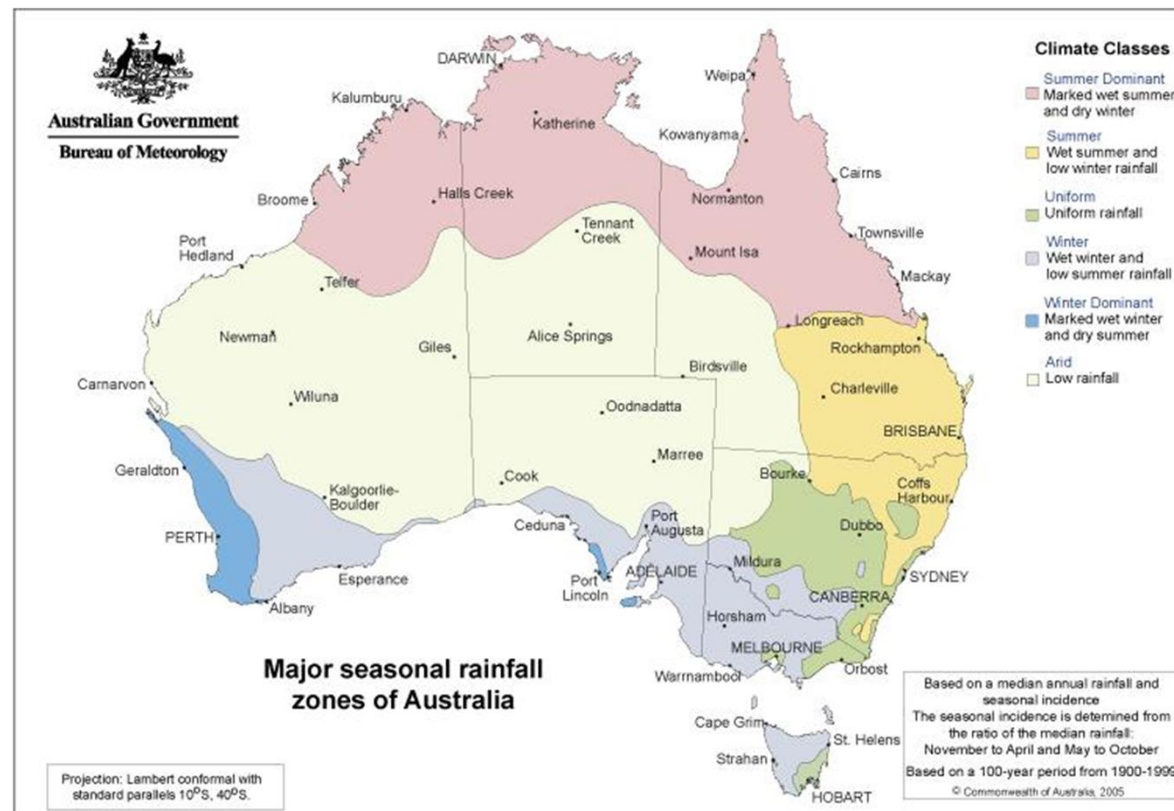 Australian Government
Bureau of Meteorology
DARWIN
Weipa
Kalumburu
Katherine
Kowanyama
Cairns
Broome
Halls Creek
Normanton
Port
Hedland
Tennant
Creek
Townsville
Mount Isa
Telfer
Mackay
Newman
Alice Springs
Longreach
Giles
Rockhampton
Carnarvon
Birdsville
Wiluna
Charleville
Oodnadatta
BRISBANE
Geraldton
Marree
Kalgoorlie-
Boulder
Cook
Bourke
Coffs
Harbour
PERTH
Ceduna
Port
Augusta
Dubbo
Esperance
Port
Lincoln
ADELAIDE
Mildura
SYDNEY
Albany
CANBERRA
Horsham
MELBOURNE
Warrnambool
Orbost
Cape Grim
St. Helens
Strahan
HOBART
Climate Classes
Summer Dominant
Marked wet summer
and dry winter
Summer
Wet summer and
low winter rainfall
Uniform
Uniform rainfall
Winter
Wet winter and
low summer rainfall
Winter Dominant
Marked wet winter
and dry summer
Arid
Low rainfall
Major seasonal rainfall
zones of Australia
Projection: Lambert conformal with
standard parallels 10°S, 40°S.
Based on a median annual rainfall and
seasonal incidence
The seasonal incidence is detemined from
the ratio of the median rainfall:
November to April and May to October
Based on a 100-year period from 1900-1999
© Commonwealth of Australia, 2005